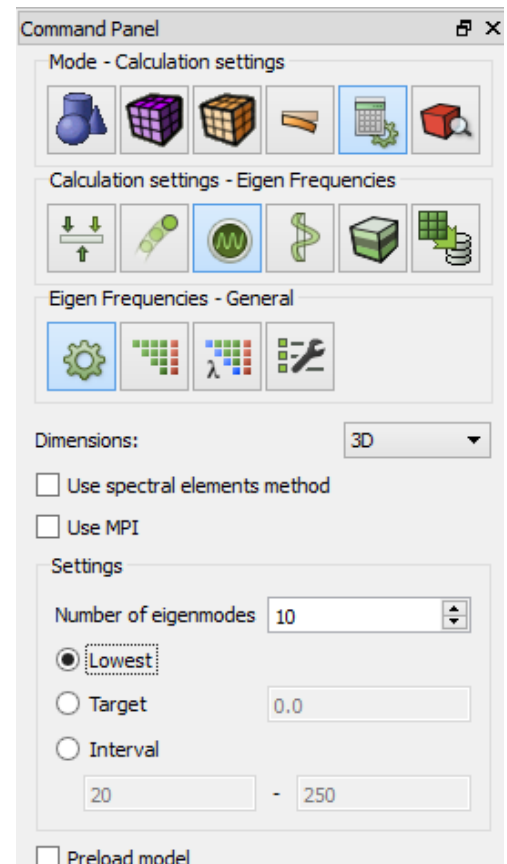 Command Panel
Mode - Calculation settings
Calculation settings - Eigen Frequencies
Eigen Frequencies - General
λ
Dimensions: 3D
Use spectral elements method
Use MPI
Settings
Number of eigenmodes 10
Lowest
Target 0.0
Interval
20 - 250
Preload model